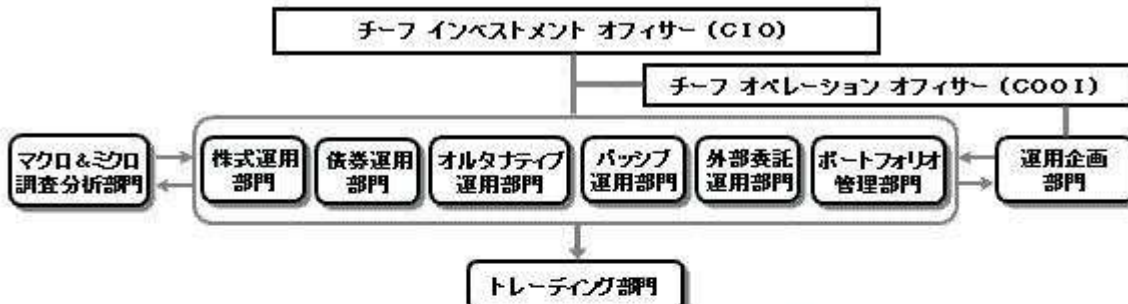 チーフ インベストメント オフィサー (CIO)
チーフ オペレーション オフィサー (COOI)
マクロ&ミクロ
調査分析部門
株式運用
部門
債券運用
部門
オルタナティブ
運用部門
パッシブ
運用部門
外部委託
運用部門
ポートフォリオ
管理部門
運用企画
部門
トレーディング部門